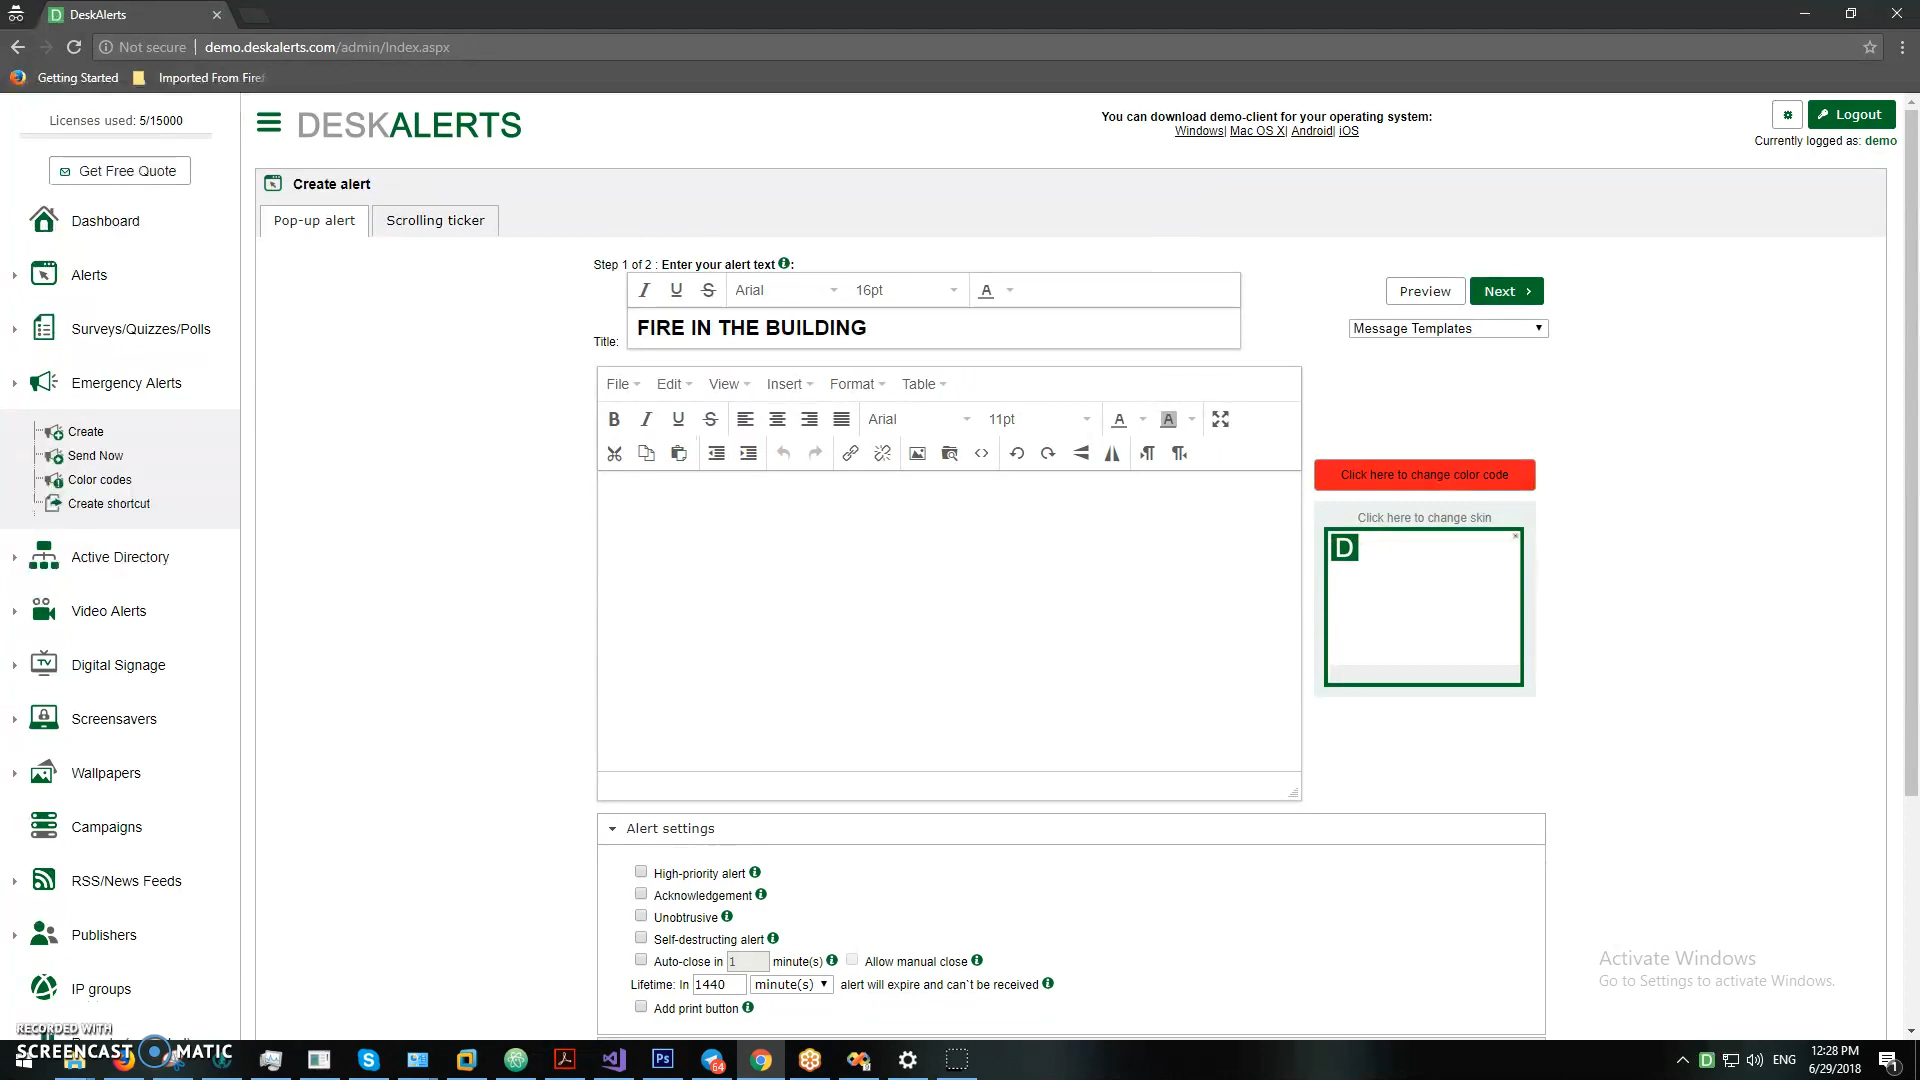 DeskAlerts
Not secure | demo.deskalerts.com/admin/Index.aspx
Getting Started
Imported From Firef
Licenses used: 5/15000
Get Free Quote
Dashboard
Alerts
Surveys/Quizzes/Polls
Emergency Alerts
Create
Send Now
Color codes
Create shortcut
Active Directory
Video Alerts
TV
Digital Signage
Screensavers
Wallpapers
Campaigns
RSS/News Feeds
Publishers
IP groups
DESKALERTS
You can download demo-client for your operating system:
Windows| Mac OS X| Android| iOS
Logout
Currently logged as: demo
Create alert
Pop-up alert
Scrolling ticker
Step 1 of 2 : Enter your alert text :
Arial
16pt
A
Title:
FIRE IN THE BUILDING
Preview
Next
Message Templates
File
Edit
View
Insert
Format
Table
B I U S
Arial
11pt
A
A
Click here to change color code
Click here to change skin
D
Alert settings
High-priority alert
Acknowledgement
Unobtrusive
Self-destructing alert
Auto-close in 1 minute(s)
Allow manual close
Lifetime: In 1440 minute(s) alert will expire and can`t be received
Add print button
Activate Windows
Go to Settings to activate Windows.
RECORDED WITH
SCREENCAST MATIC
Ps
64
D
ENG
12:28 PM
6/29/2018
1